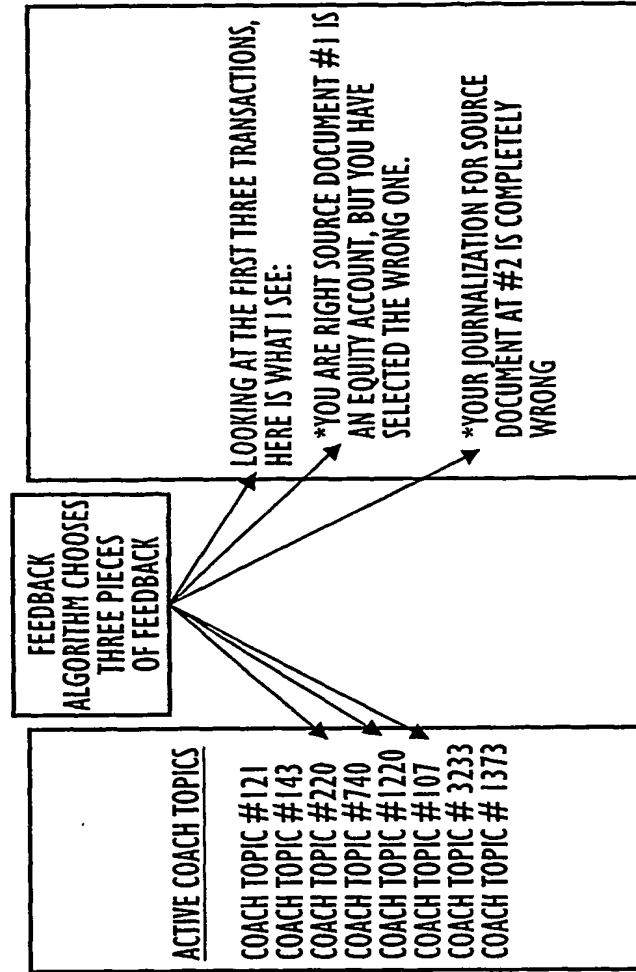 FEEDBACK
ALGORITHM CHOOSES
THREE PIECES
OF FEEDBACK
ACTIVE COACH TOPICS
COACH TOPIC #121
COACH TOPIC #143
COACH TOPIC #220
COACH TOPIC #740
COACH TOPIC #1220
COACH TOPIC #107
COACH TOPIC # 3233
COACH TOPIC # 1373
LOOKING AT THE FIRST THREE TRANSACTIONS,
HERE IS WHAT I SEE:
*YOU ARE RIGHT SOURCE DOCUMENT #1 IS
AN EQUITY ACCOUNT, BUT YOU HAVE
SELECTED THE WRONG ONE.
*YOUR JOURNALIZATION FOR SOURCE
DOCUMENT AT #2 IS COMPLETELY
WRONG